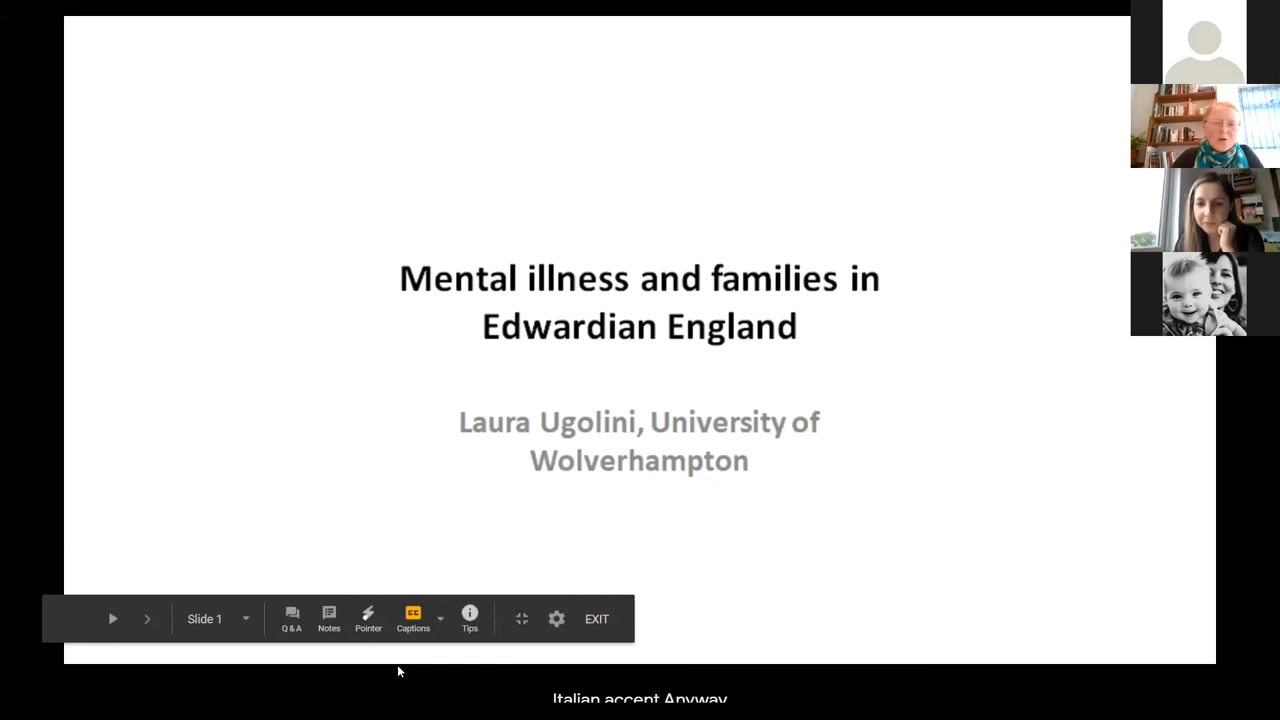 Mental illness and families in
Edwardian England
Laura Ugolini, University of
Wolverhampton
Slide 1
Q & A
Notes
Pointer
CC
Captions
Tips
EXIT
Italian accent Anyway